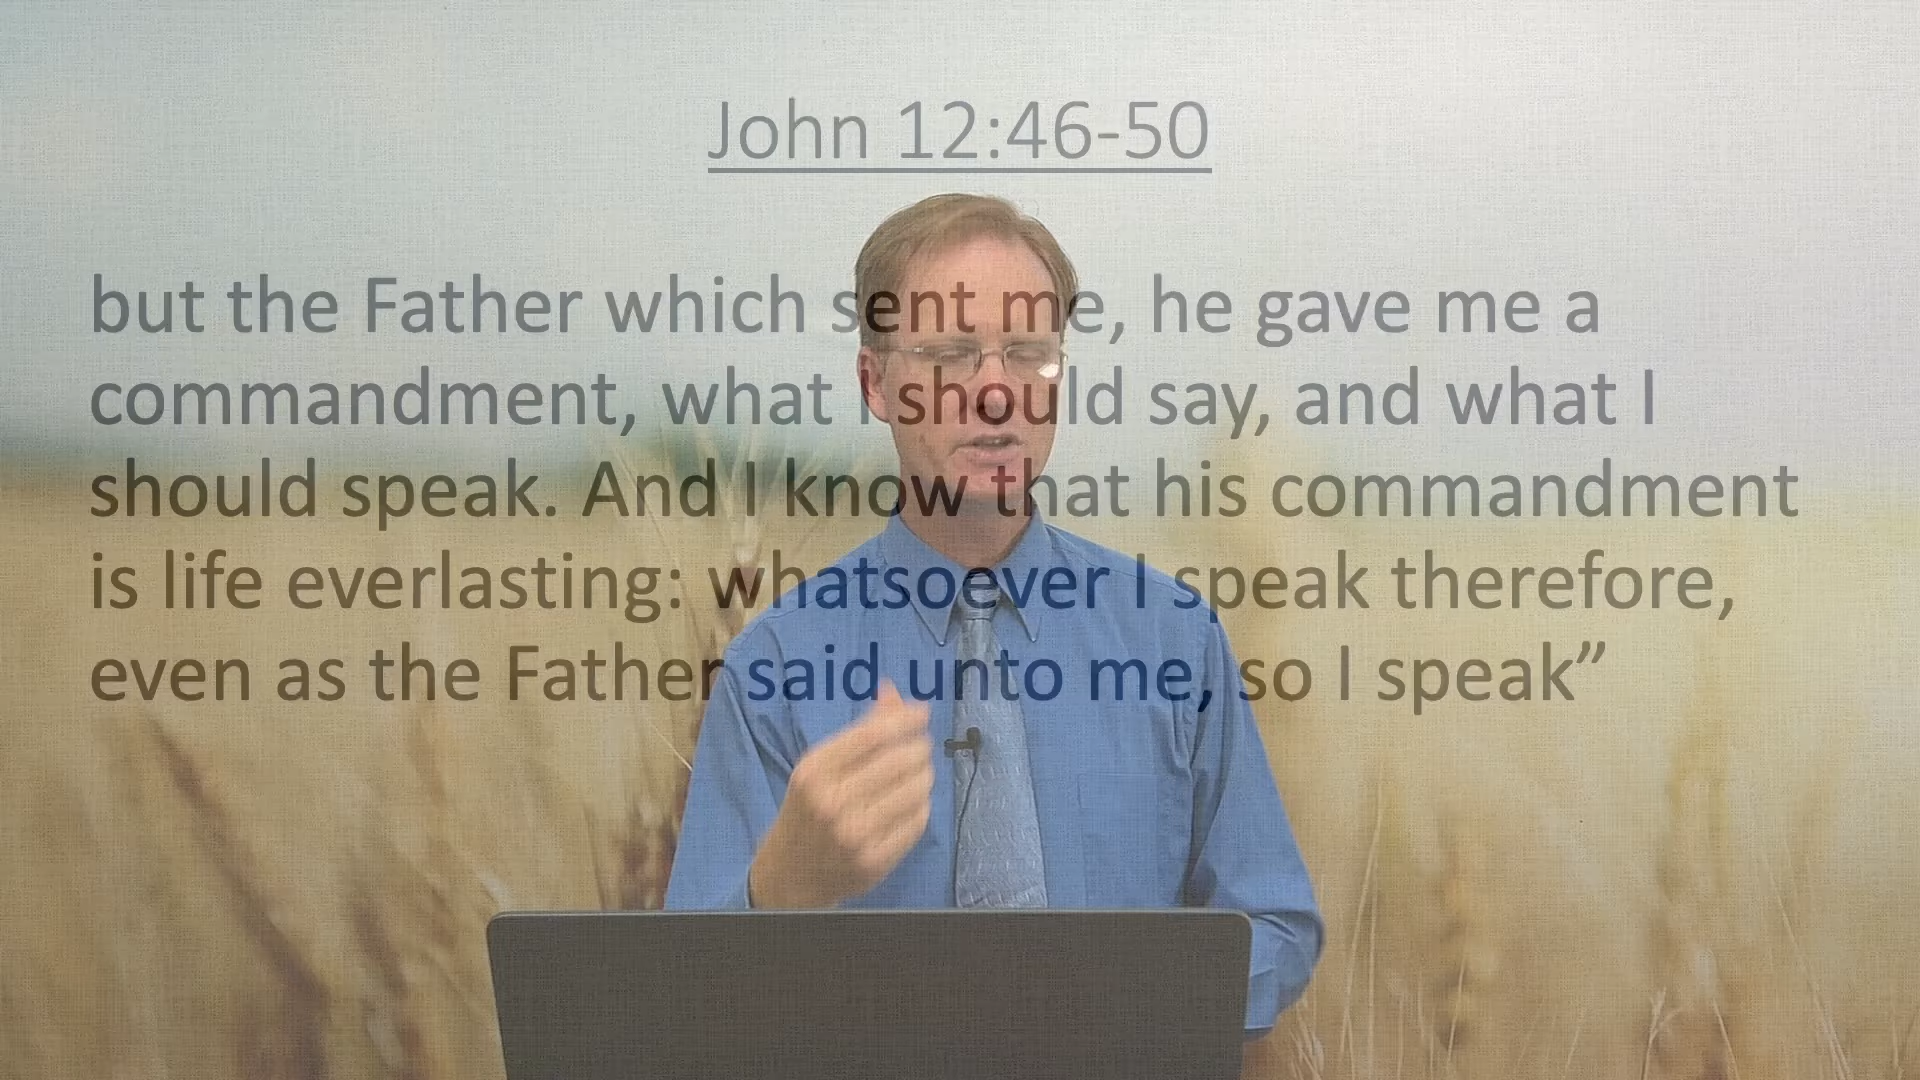 John 12:46-50
but the Father which sent me, he gave me a
commandment, what I should say, and what I
should speak. And I know that his commandment
is life everlasting: whatsoever I speak therefore,
even as the Father said unto me, so I speak”